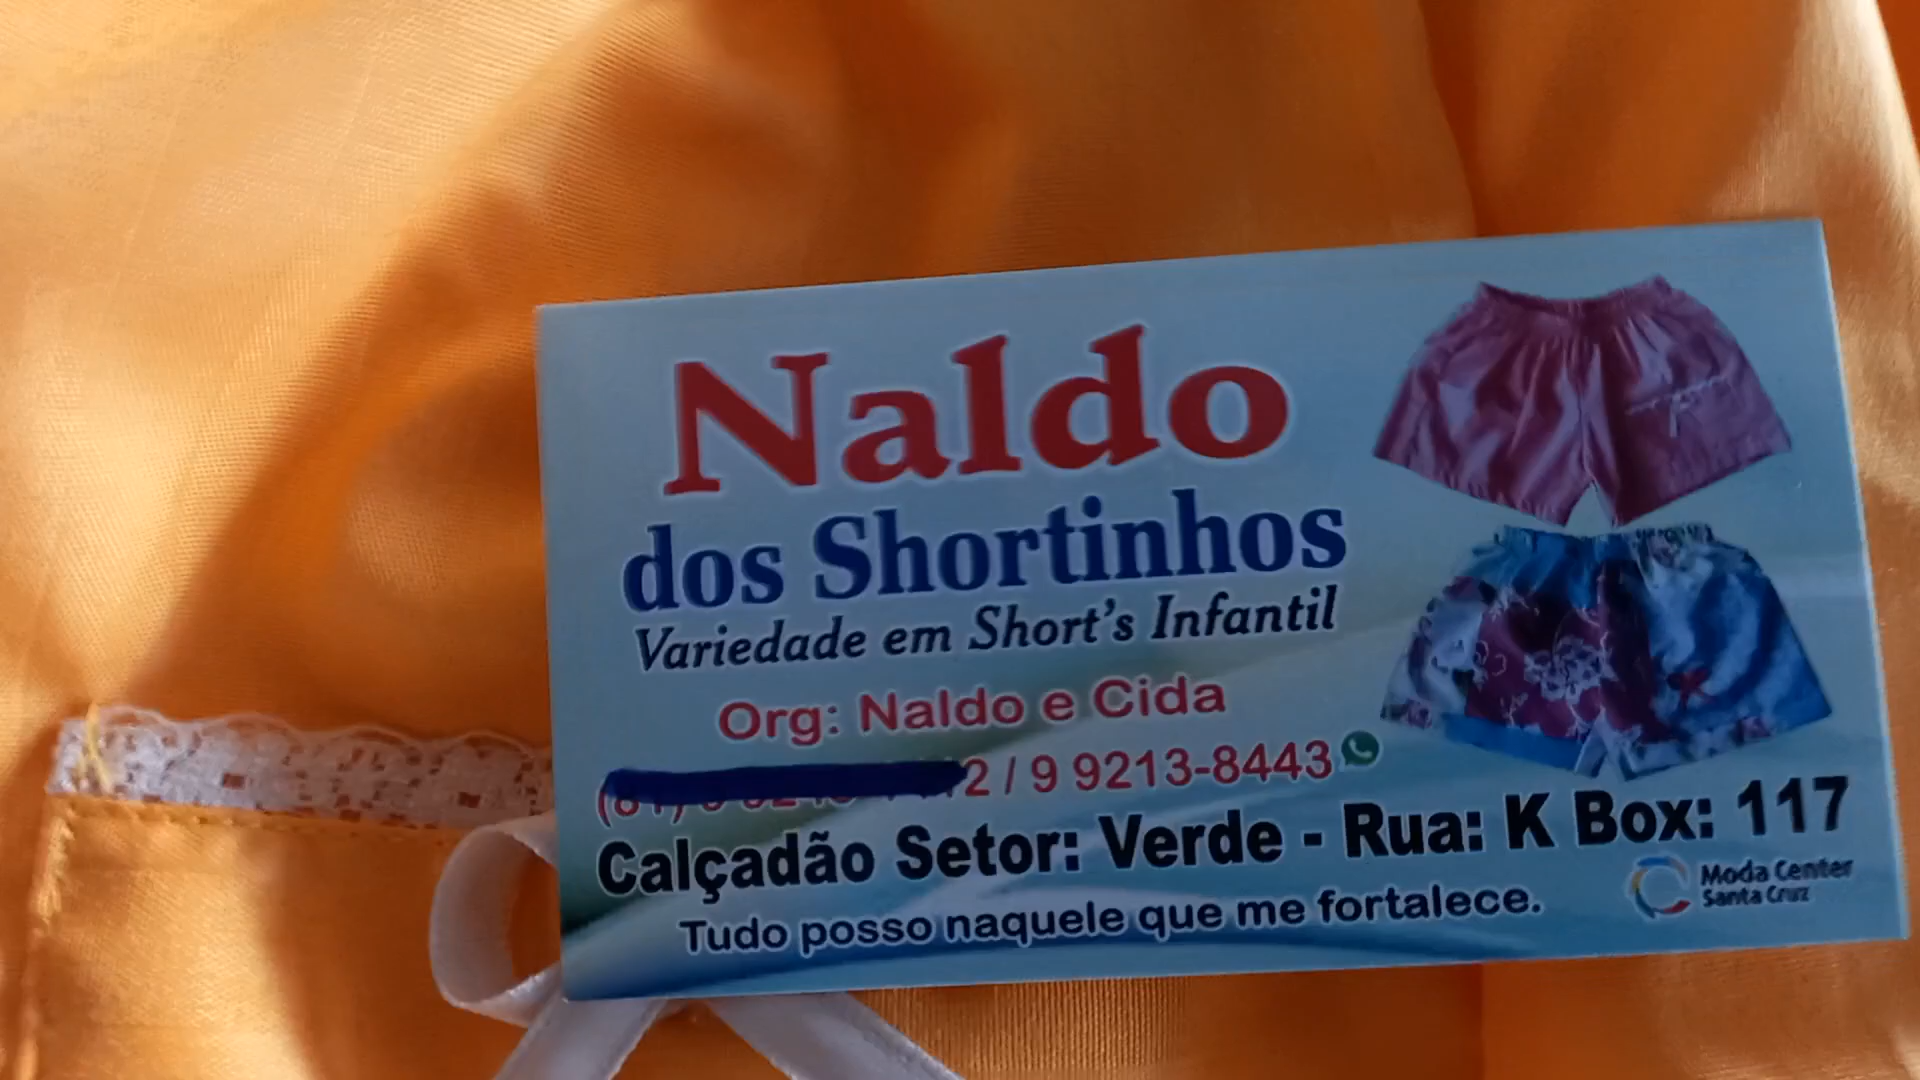 Naldo
dos Shortinhos
Variedade em Short's Infantil
Org: Naldo e Cida
2 / 9 9213-8443
Calçadão Setor: Verde - Rua: K Box: 117
Moda Center
Santa Cruz
Tudo posso naquele que me fortalece.